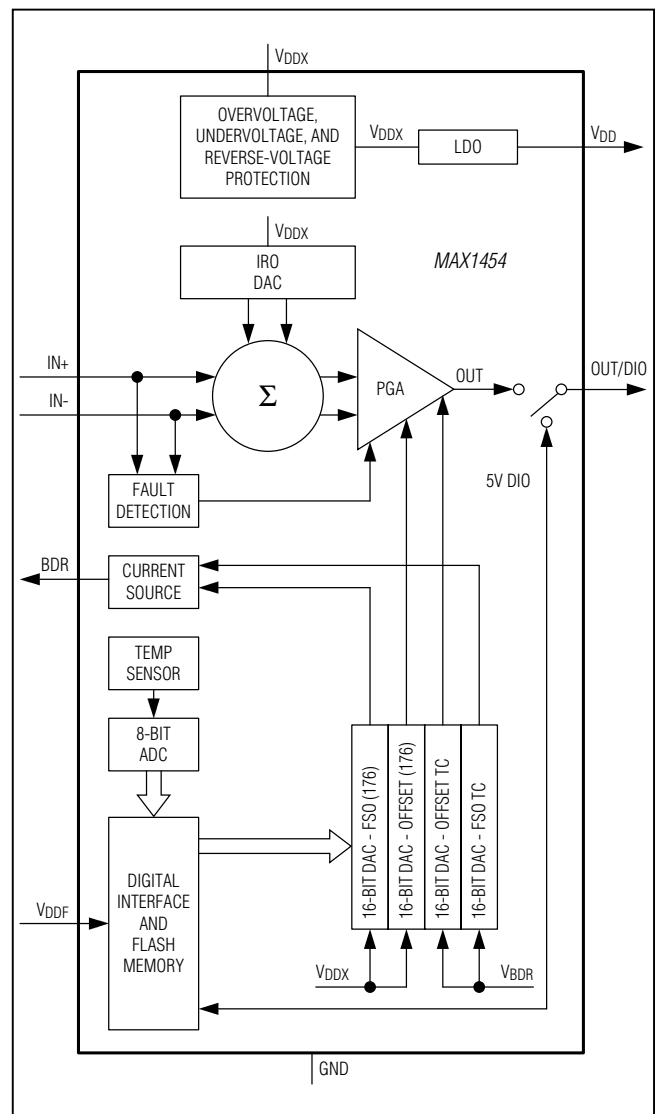 VDDX
OVERVOLTAGE,
UNDERVOLTAGE, AND
REVERSE-VOLTAGE
PROTECTION
VDDX
LDO
VDD
VDDX
IRO
DAC
MAX1454
IN+
IN-
Σ
PGA
OUT
OUT/DIO
5V DIO
FAULT
DETECTION
BDR
CURRENT
SOURCE
TEMP
SENSOR
8-BIT
ADC
16-BIT DAC - FSO (176)
16-BIT DAC - OFFSET (176)
16-BIT DAC - OFFSET TC
16-BIT DAC - FSO TC
VDDF
DIGITAL
INTERFACE
AND
FLASH
MEMORY
VDDX
VBDR
GND